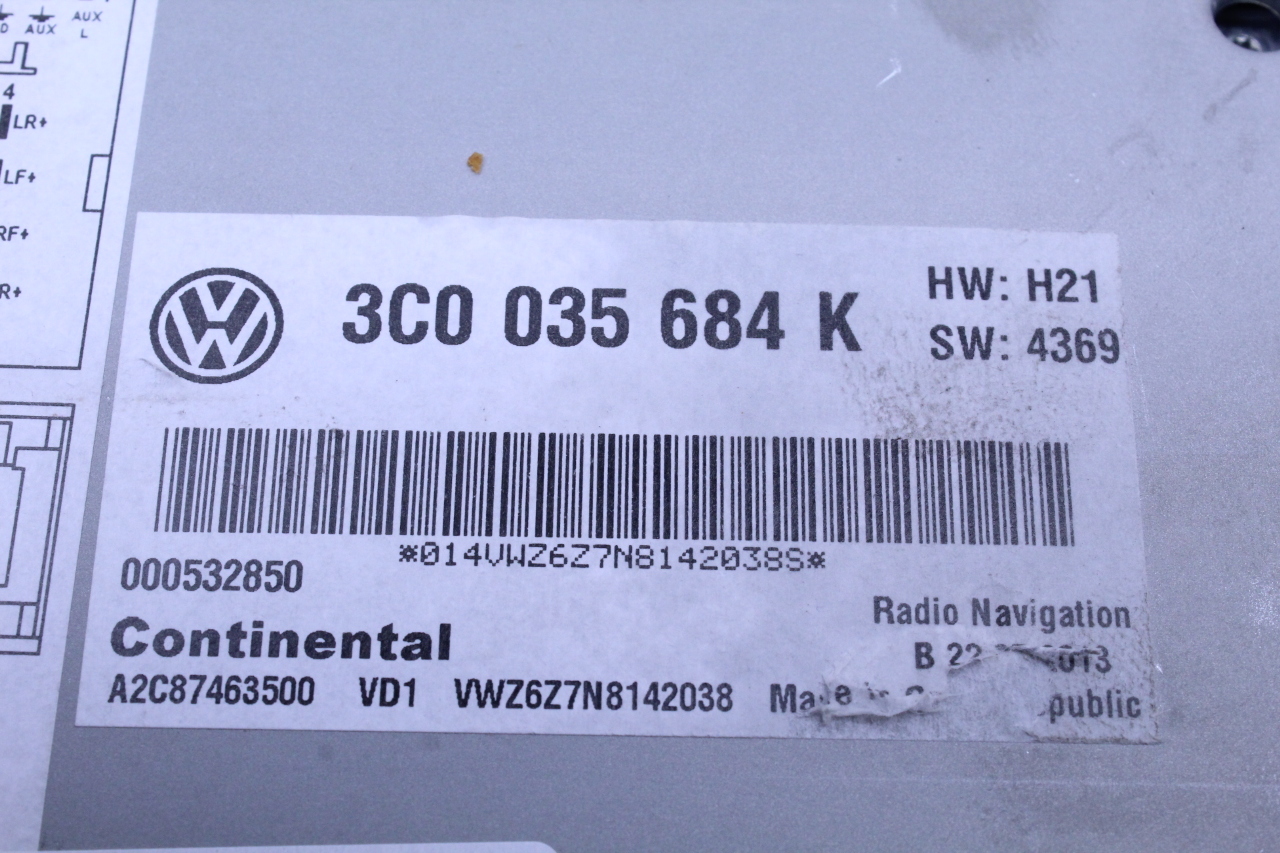 AUX
AUX
L
4
LR+
LF+
RF+
R+
3C0 035 684 K
HW: H21
SW: 4369
*014VWZ6Z7N8142038S*
000532850
Continental
Radio Navigation
B 22
A2C87463500 VD1 VWZ6Z7N8142038